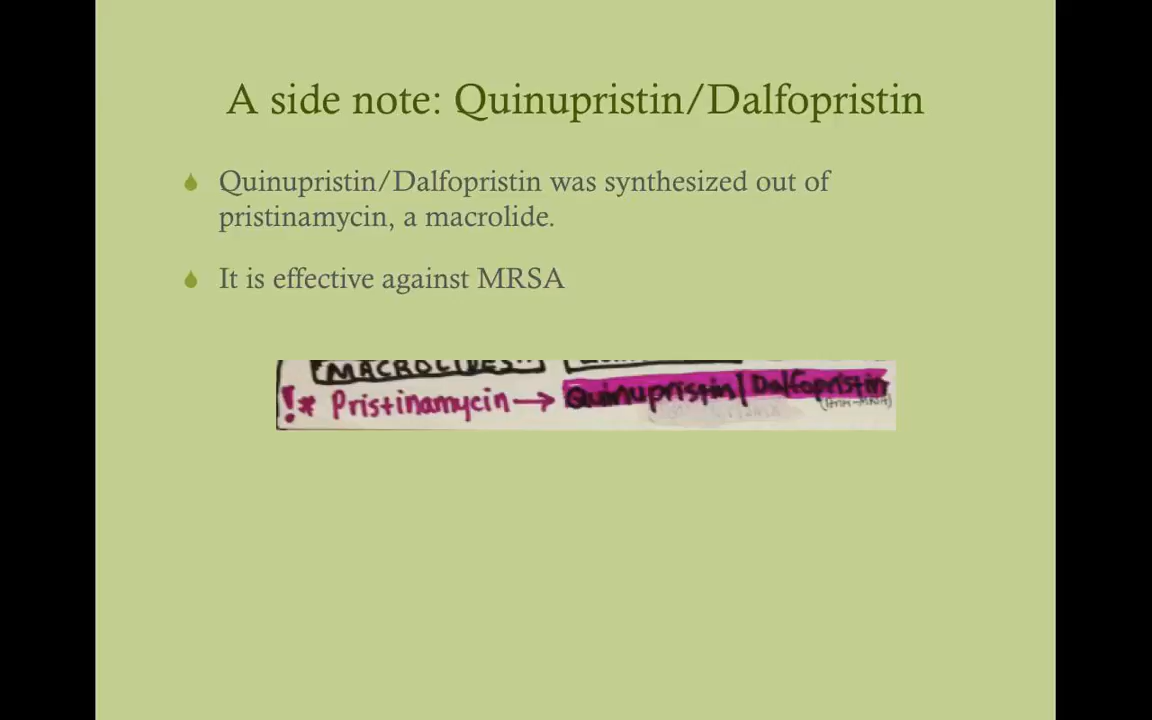 A side note: Quinupristin/Dalfopristin
Quinupristin/Dalfopristin was synthesized out of
pristinamycin, a macrolide.
It is effective against MRSA
MACROLIDES
!* Pristinamycin → Quinupristin/Dalfopristin